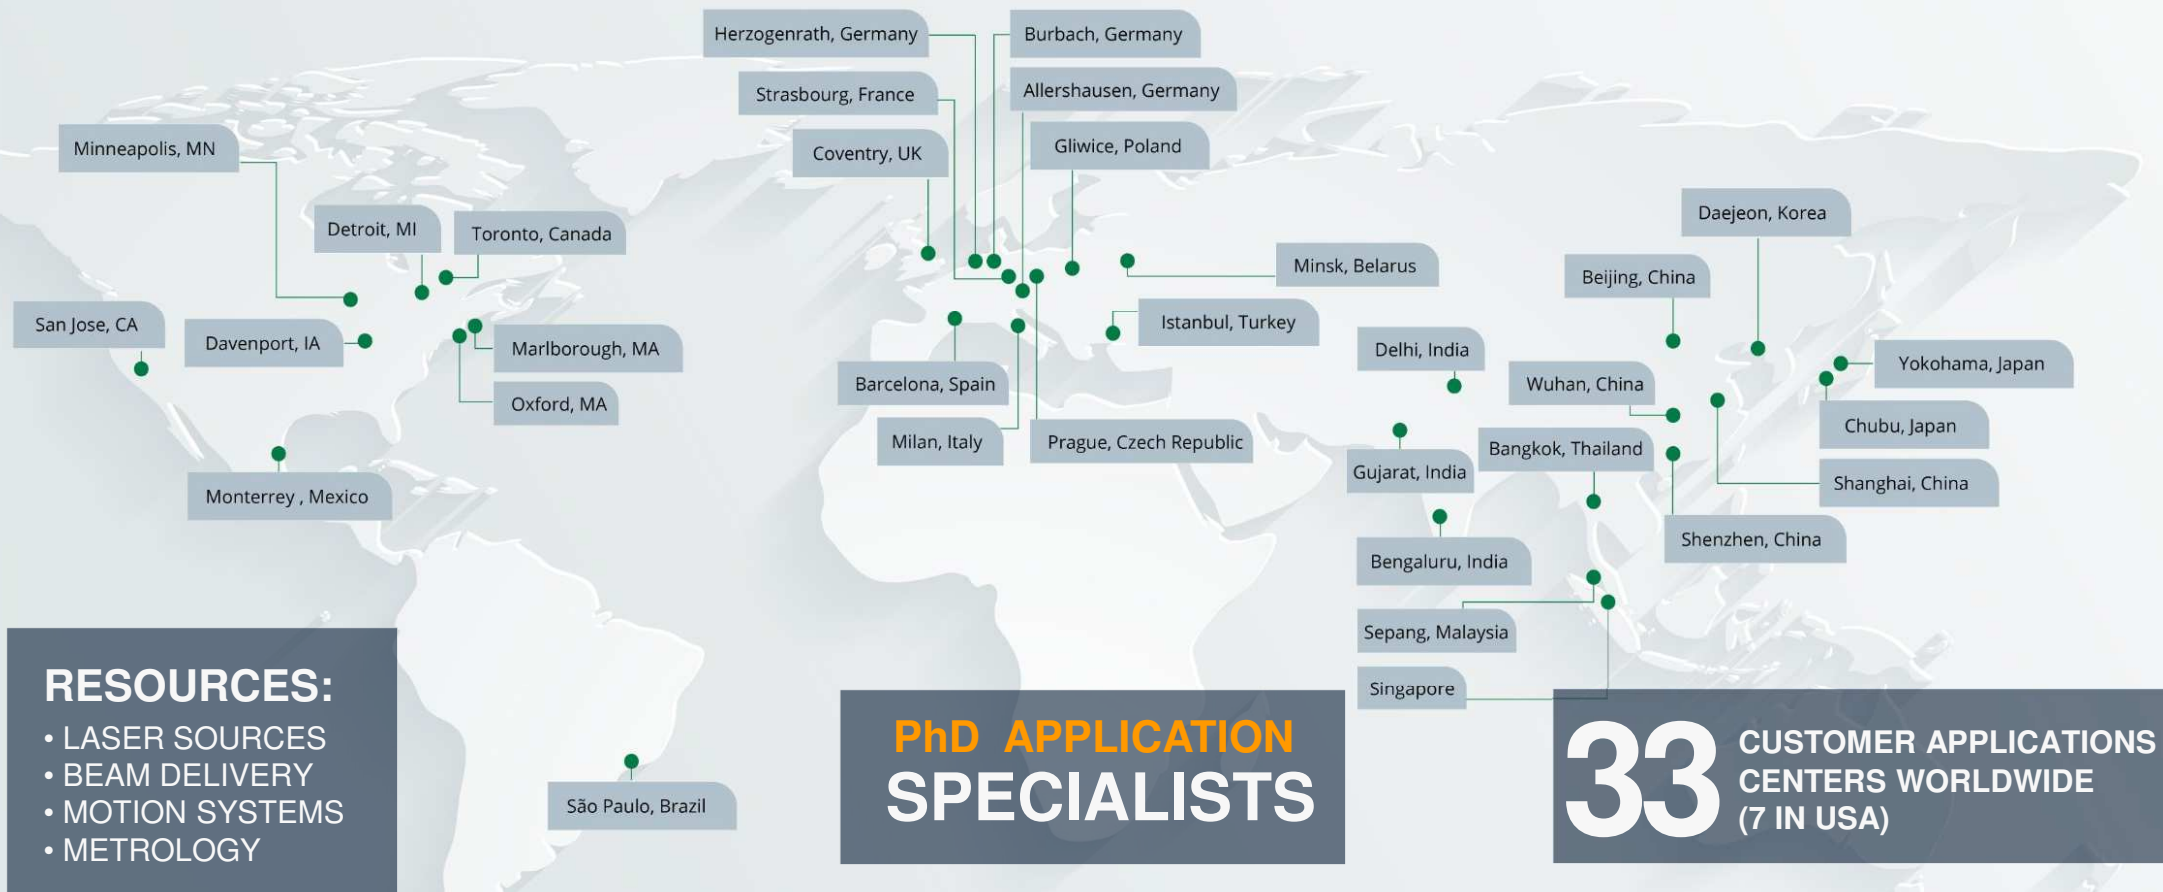 Herzogenrath, Germany
Burbach, Germany
Strasbourg, France
Allershausen, Germany
Coventry, UK
Gliwice, Poland
Minneapolis, MN
Detroit, MI
Toronto, Canada
Daejeon, Korea
Minsk, Belarus
Beijing, China
San Jose, CA
Davenport, IA
Marlborough, MA
Istanbul, Turkey
Delhi, India
Yokohama, Japan
Oxford, MA
Barcelona, Spain
Wuhan, China
Chubu, Japan
Milan, Italy
Prague, Czech Republic
Bangkok, Thailand
Monterrey , Mexico
Gujarat, India
Shanghai, China
Shenzhen, China
Bengaluru, India
Sepang, Malaysia
Singapore
São Paulo, Brazil
RESOURCES:
• LASER SOURCES
• BEAM DELIVERY
• MOTION SYSTEMS
• METROLOGY
PhD APPLICATION
SPECIALISTS
33
CUSTOMER APPLICATIONS
CENTERS WORLDWIDE
(7 IN USA)